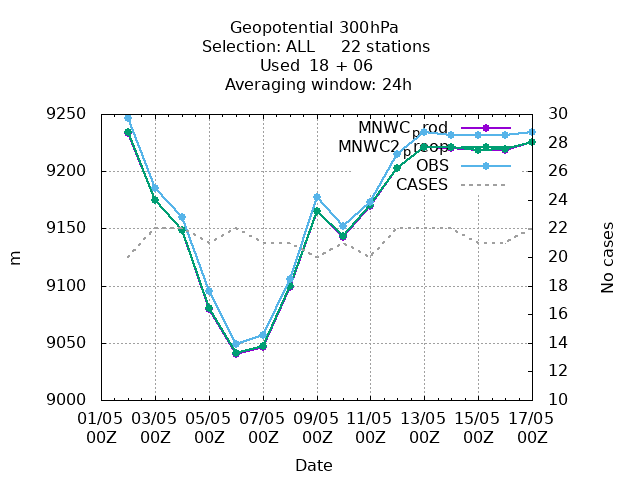 Geopotential 300hPa
Selection: ALL 22 stations
Used 18 + 06
Averaging window: 24h
9250
9200
9150
9100
9050
9000
m
30
28
26
24
22
20
18
16
14
12
10
No cases
MNWC_prod
MNWC2_preop
OBS
CASES
01/05 03/05 05/05 07/05 09/05 11/05 13/05 15/05 17/05
00Z 00Z 00Z 00Z 00Z 00Z 00Z 00Z 00Z
Date